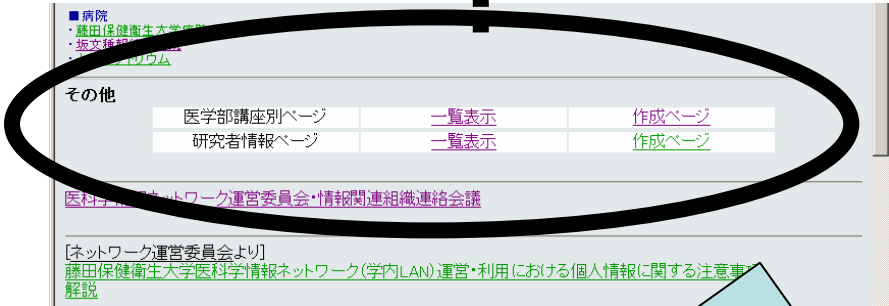 ■病院
・藤田保健衛生大学
・坂文種
その他
医学部講座別ページ 一覧表示 作成ページ
研究者情報ページ 一覧表示 作成ページ
ネットワーク運営委員会・情報関連組織連絡会議
[ネットワーク運営委員会より]
藤田保健衛生大学医科学情報ネットワーク(学内LAN)運営・利用における個人情報に関する注意事
解説